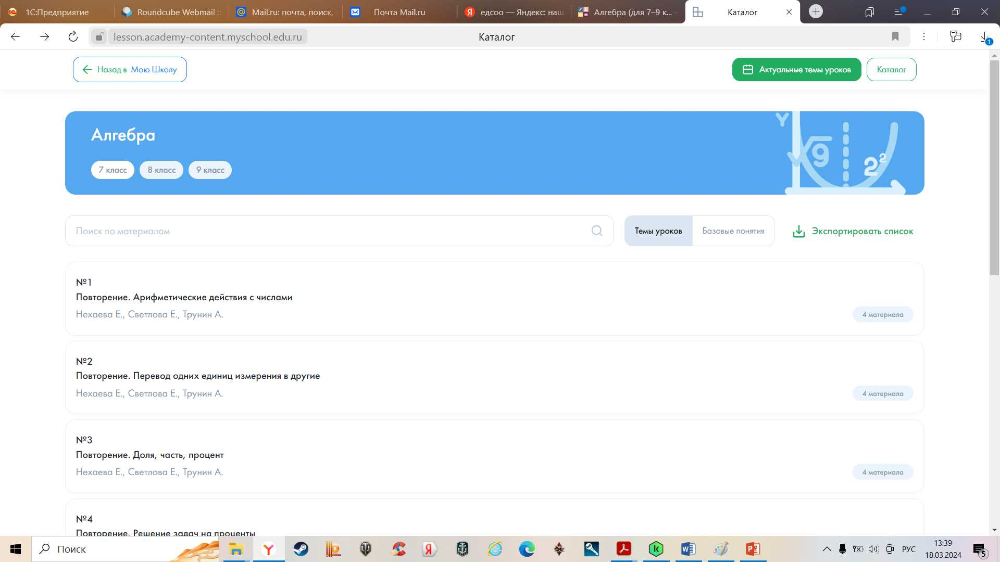 1С:Предприятие
Roundcube Webmail ::
Mail.ru: почта, поиск,
Почта Mail.ru
едсоо — Яндекс: наш
Алгебра (для 7–9 к... -
Каталог
lesson.academy-content.myschool.edu.ru
Каталог
1
Назад в Мою Школу
Актуальные темы уроков
Каталог
Алгебра
7 класс
8 класс
9 класс
Y
√9
2²
Поиск по материалам
Темы уроков
Базовые понятия
Экспортировать список
№1
Повторение. Арифметические действия с числами
Нехаева Е., Светлова Е., Трунин А.
4 материала
№2
Повторение. Перевод одних единиц измерения в другие
Нехаева Е., Светлова Е., Трунин А.
4 материала
№3
Повторение. Доля, часть, процент
Нехаева Е., Светлова Е., Трунин А.
4 материала
№4
Повторение. Решение задач на проценты
Поиск
РУС
13:39
18.03.2024
5